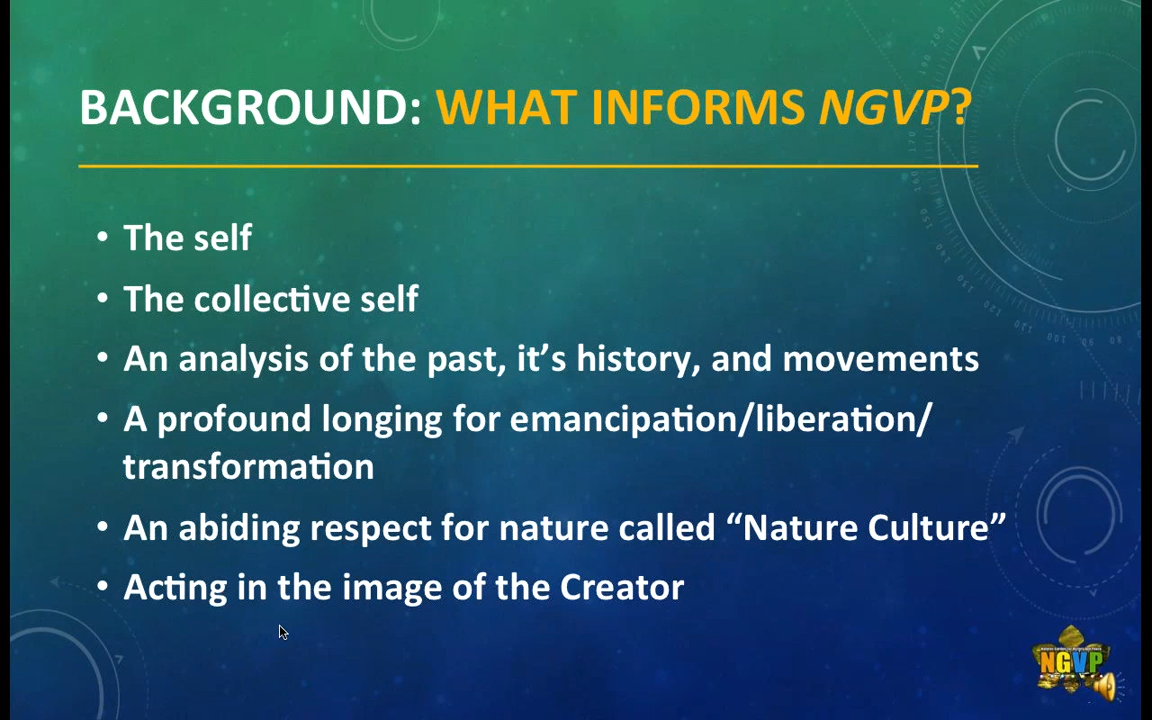 BACKGROUND: WHAT INFORMS NGVP?
• The self
• The collective self
• An analysis of the past, it’s history, and movements
• A profound longing for emancipation/liberation/
transformation
• An abiding respect for nature called “Nature Culture”
• Acting in the image of the Creator
NGVP